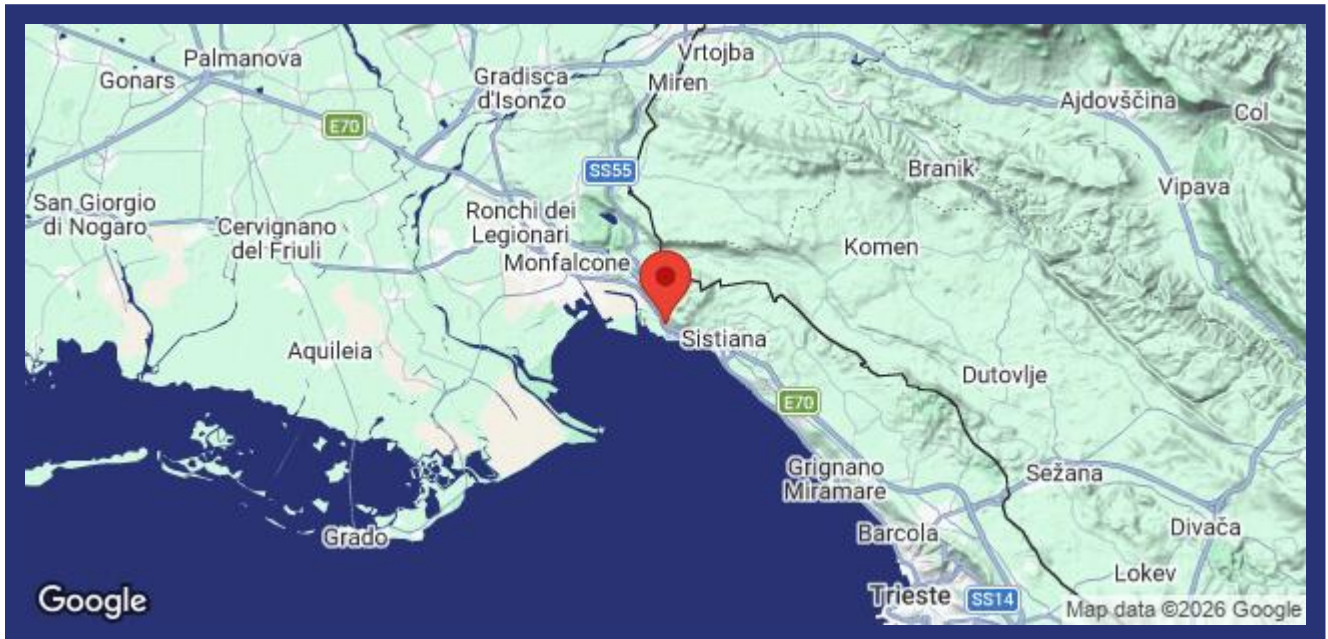 Palmanova
Vrtojba
Gonars
Gradisca
d'Isonzo
Miren
Ajdovščina
Col
E70
SS55
Branik
Vipava
San Giorgio
di Nogaro
Cervignano
del Friuli
Ronchi dei
Legionari
Komen
Monfalcone
Sistiana
Aquileia
Dutovlje
E70
Grignano
Miramare
Sežana
Grado
Barcola
Divača
Lokev
Google
Trieste
SS14
Map data ©2026 Google